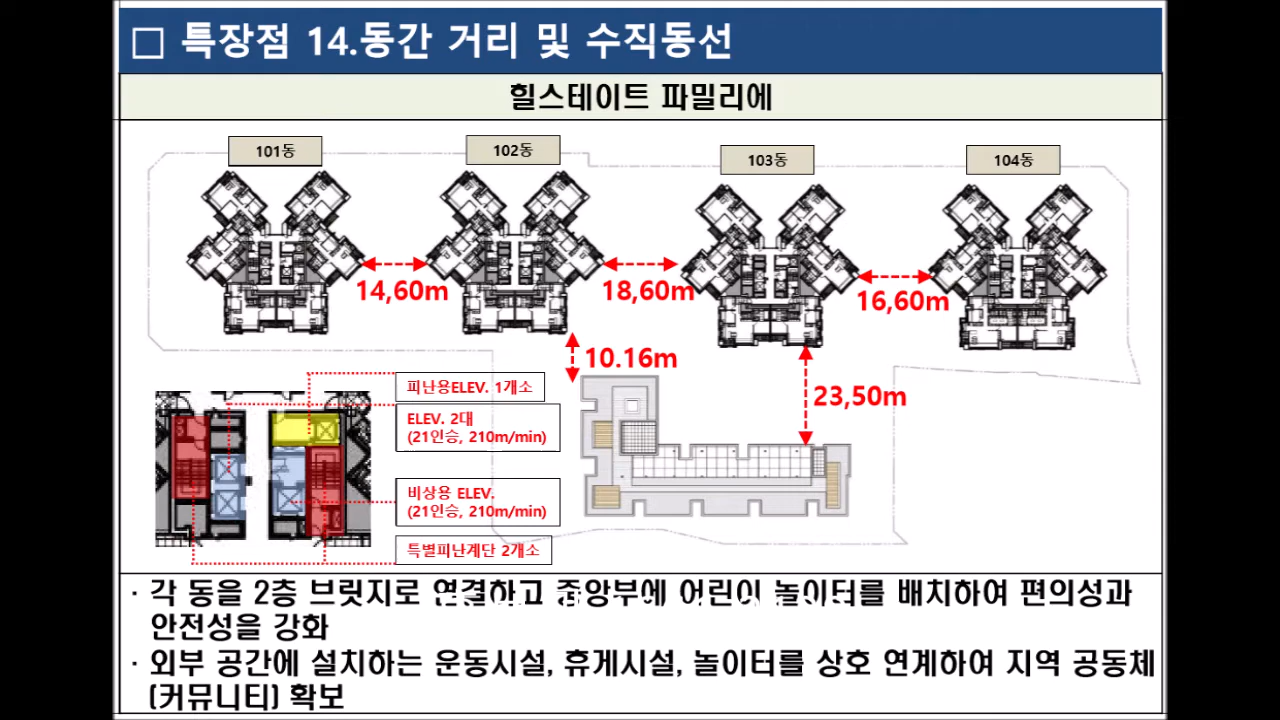 □ 특장점 14.동간 거리 및 수직동선
힐스테이트 파밀리에
101동
102동
103동
104동
14,60m
18,60m
16,60m
10.16m
23,50m
피난용ELEV. 1개소
ELEV. 2대
(21인승, 210m/min)
비상용 ELEV.
(21인승, 210m/min)
특별피난계단 2개소
· 각 동을 2층 브릿지로 연결하고 중앙부에 어린이 놀이터를 배치하여 편의성과
안전성을 강화
· 외부 공간에 설치하는 운동시설, 휴게시설, 놀이터를 상호 연계하여 지역 공동체
(커뮤니티) 확보